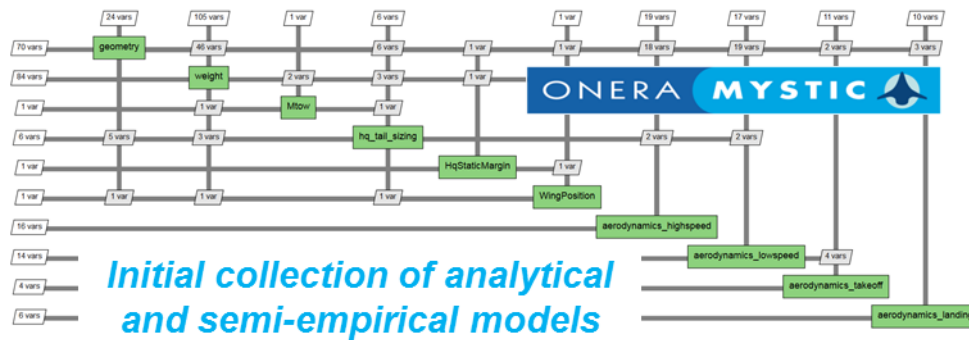 24 vars 105 vars 1 var 6 vars 1 var 19 vars 17 vars 11 vars 10 vars
70 vars geometry 46 vars 6 vars 1 var 1 var 18 vars 19 vars 2 vars 3 vars
84 vars weight 2 vars 3 vars 1 var
ONERA MYSTIC
1 var 1 var Mtow 1 var
6 vars 5 vars 3 vars hq_tail_sizing 2 vars 2 vars
1 var HqStaticMargin 1 var
1 var 1 var 1 var 1 var WingPosition
16 vars aerodynamics_highspeed
14 vars aerodynamics_lowspeed 4 vars
4 vars aerodynamics_takeoff
6 vars aerodynamics_landing
Initial collection of analytical
and semi-empirical models